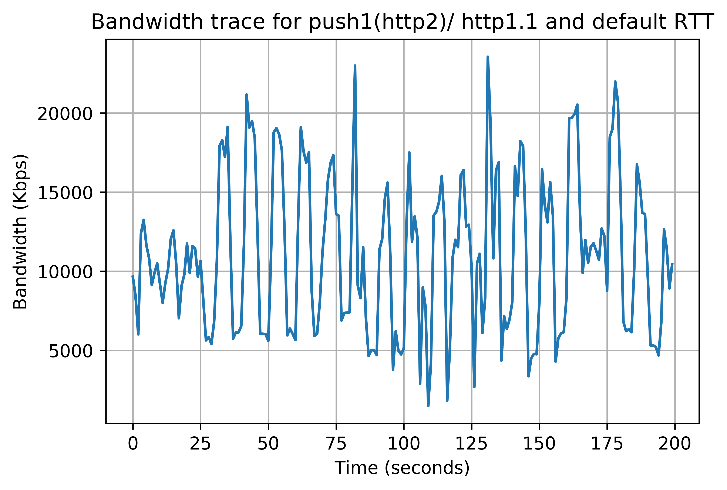 Bandwidth trace for push1(http2)/ http1.1 and default RTT
Bandwidth (Kbps)
20000
15000
10000
5000
0 25 50 75 100 125 150 175 200
Time (seconds)